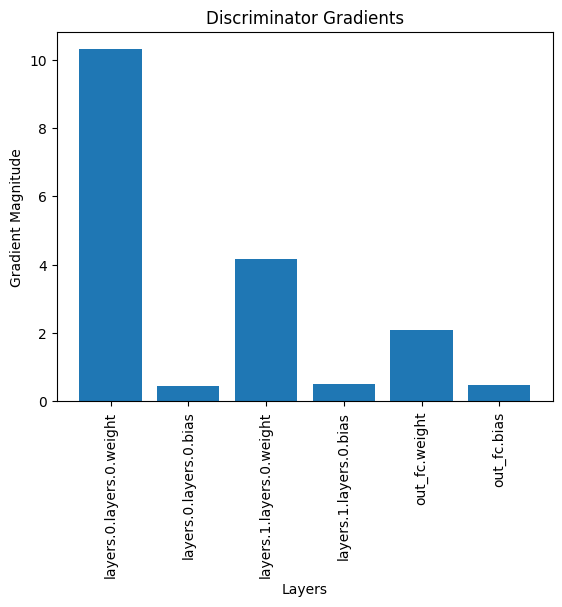 Discriminator Gradients
Gradient Magnitude
10
8
6
4
2
0
layers.0.layers.0.weight
layers.0.layers.0.bias
layers.1.layers.0.weight
layers.1.layers.0.bias
out_fc.weight
out_fc.bias
Layers